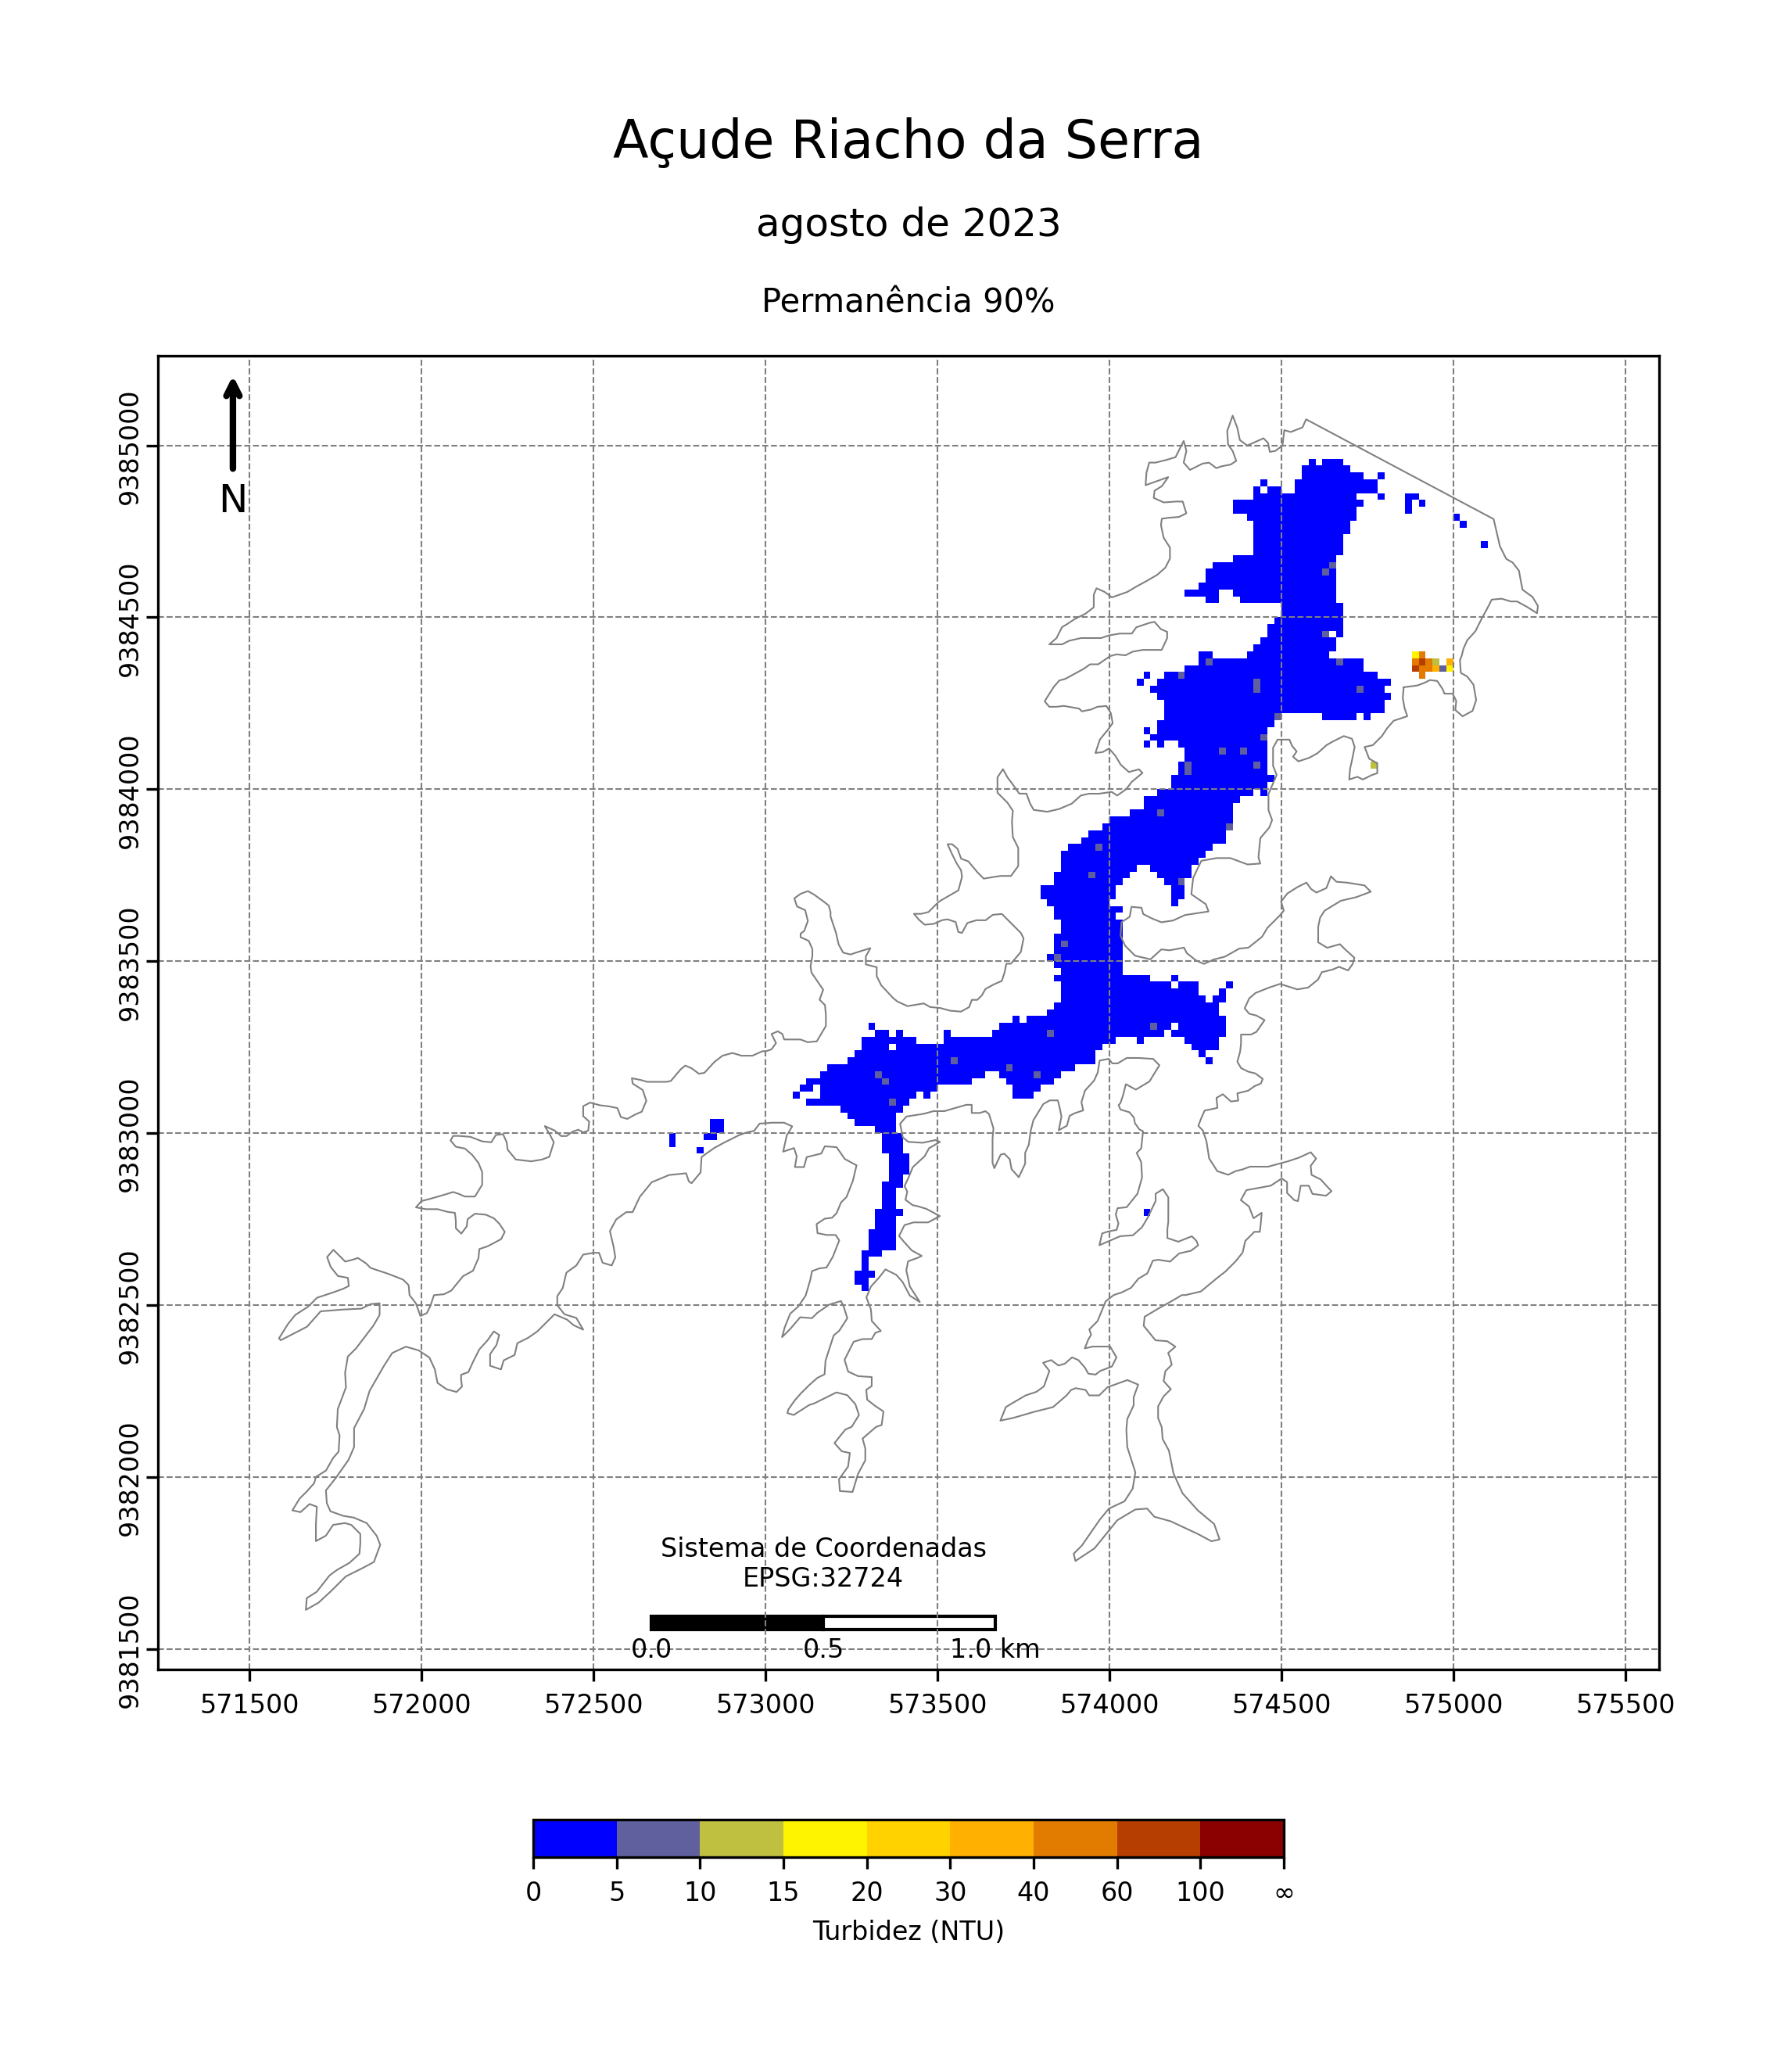 Açude Riacho da Serra
agosto de 2023
Permanência 90%
N
9385000
9384500
9384000
9383500
9383000
9382500
9382000
9381500
Sistema de Coordenadas
EPSG:32724
0.0 0.5 1.0 km
571500 572000 572500 573000 573500 574000 574500 575000 575500
0 5 10 15 20 30 40 60 100 ∞
Turbidez (NTU)